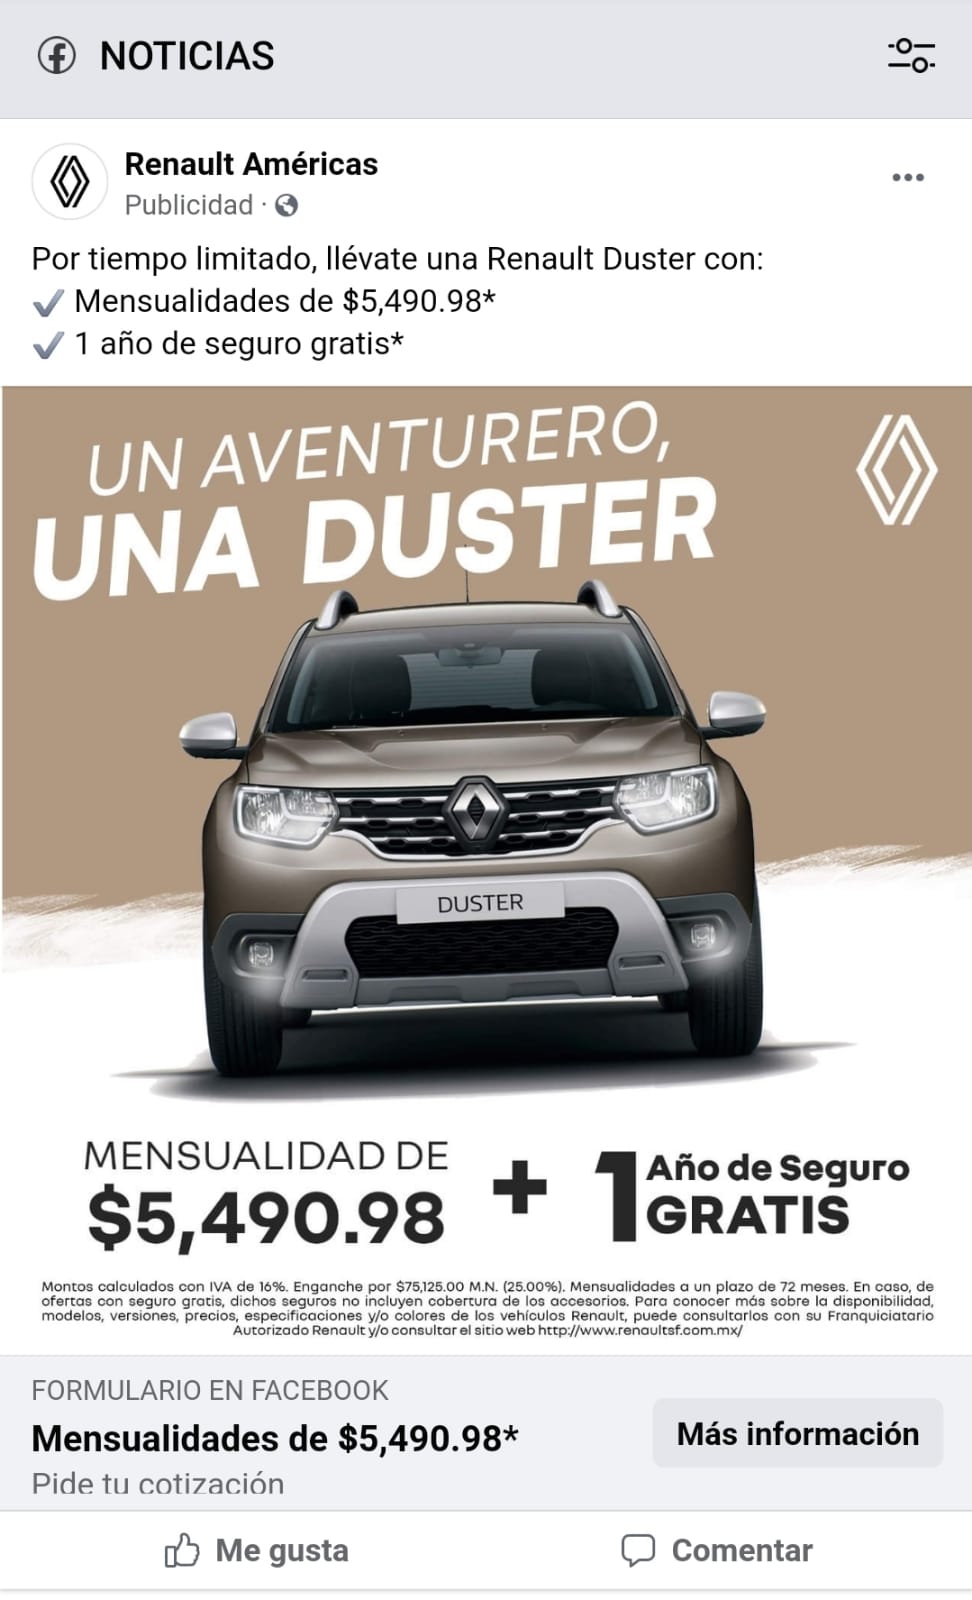 NOTICIAS
Renault Américas
Publicidad ·
Por tiempo limitado, llévate una Renault Duster con:
✔ Mensualidades de $5,490.98*
✔ 1 año de seguro gratis*
UN AVENTURERO,
UNA DUSTER
DUSTER
MENSUALIDAD DE
$5,490.98
+
1 Año de Seguro
GRATIS
Montos calculados con IVA de 16%. Enganche por $75,125.00 M.N. (25.00%). Mensualidades a un plazo de 72 meses. En caso, de
ofertas con seguro gratis, dichos seguros no incluyen cobertura de los accesorios. Para conocer más sobre la disponibilidad,
modelos, versiones, precios, especificaciones y/o colores de los vehículos Renault, puede consultarlos con su Franquiciatario
Autorizado Renault y/o consultar el sitio web http://www.renaultsf.com.mx/
FORMULARIO EN FACEBOOK
Mensualidades de $5,490.98*
Pide tu cotización
Más información
Me gusta
Comentar